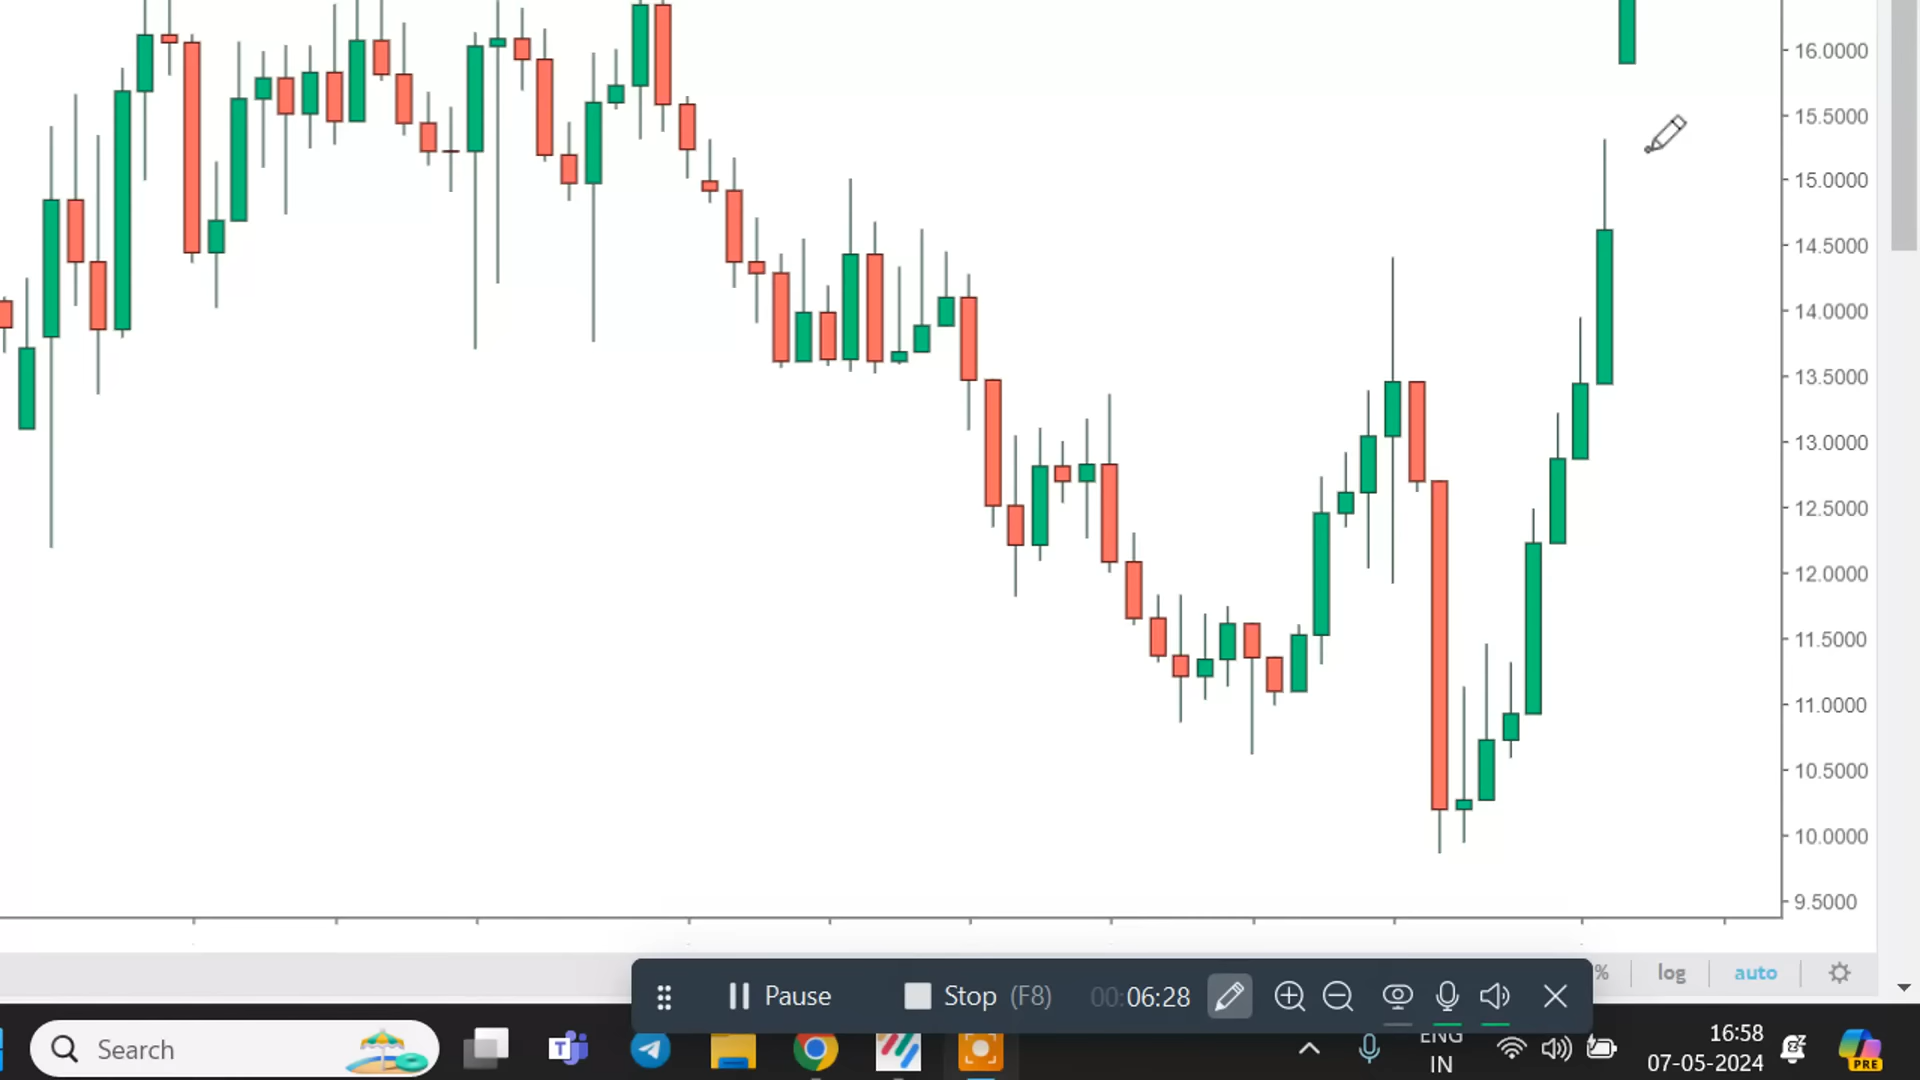 16.0000
15.5000
15.0000
14.5000
14.0000
13.5000
13.0000
12.5000
12.0000
11.5000
11.0000
10.5000
10.0000
9.5000
% log auto
Pause Stop (F8) 00:06:28
Search
T
ENG
IN
16:58
07-05-2024
PRE